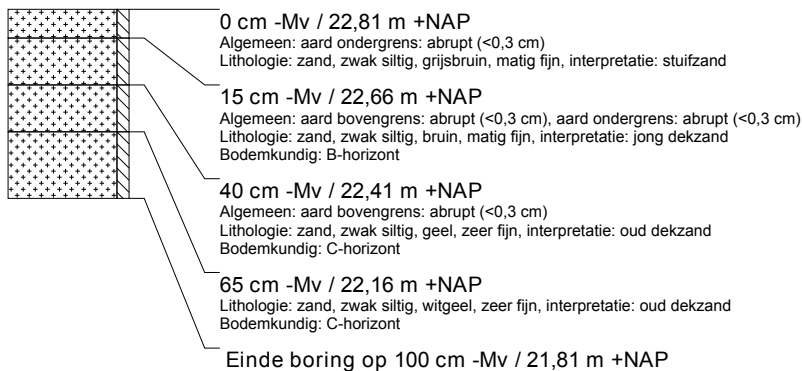 0 cm -Mv / 22,81 m +NAP
Algemeen: aard ondergrens: abrupt (<0,3 cm)
Lithologie: zand, zwak siltig, grijsbruin, matig fijn, interpretatie: stuifzand
15 cm -Mv / 22,66 m +NAP
Algemeen: aard bovengrens: abrupt (<0,3 cm), aard ondergrens: abrupt (<0,3 cm)
Lithologie: zand, zwak siltig, bruin, matig fijn, interpretatie: jong dekzand
Bodemkundig: B-horizont
40 cm -Mv / 22,41 m +NAP
Algemeen: aard bovengrens: abrupt (<0,3 cm)
Lithologie: zand, zwak siltig, geel, zeer fijn, interpretatie: oud dekzand
Bodemkundig: C-horizont
65 cm -Mv / 22,16 m +NAP
Lithologie: zand, zwak siltig, witgeel, zeer fijn, interpretatie: oud dekzand
Bodemkundig: C-horizont
Einde boring op 100 cm -Mv / 21,81 m +NAP